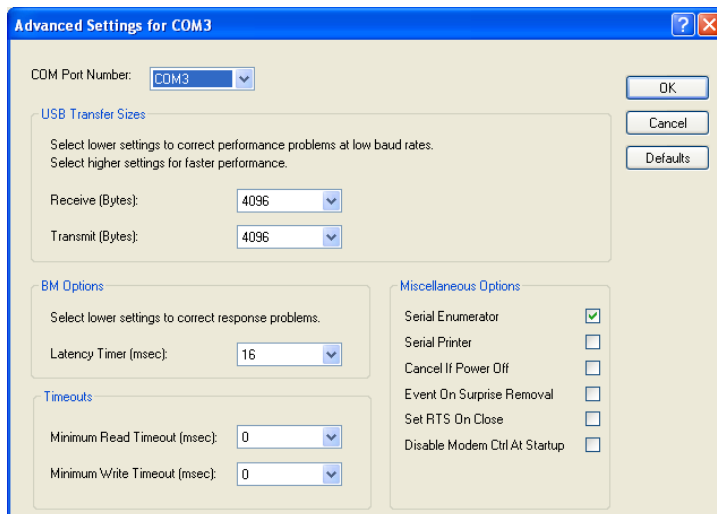 Advanced Settings for COM3
COM Port Number: COM3
OK
USB Transfer Sizes
Cancel
Select lower settings to correct performance problems at low baud rates.
Select higher settings for faster performance.
Defaults
Receive (Bytes): 4096
Transmit (Bytes): 4096
BM Options
Select lower settings to correct response problems.
Latency Timer (msec): 16
Timeouts
Minimum Read Timeout (msec): 0
Minimum Write Timeout (msec): 0
Miscellaneous Options
Serial Enumerator
Serial Printer
Cancel If Power Off
Event On Surprise Removal
Set RTS On Close
Disable Modem Ctrl At Startup